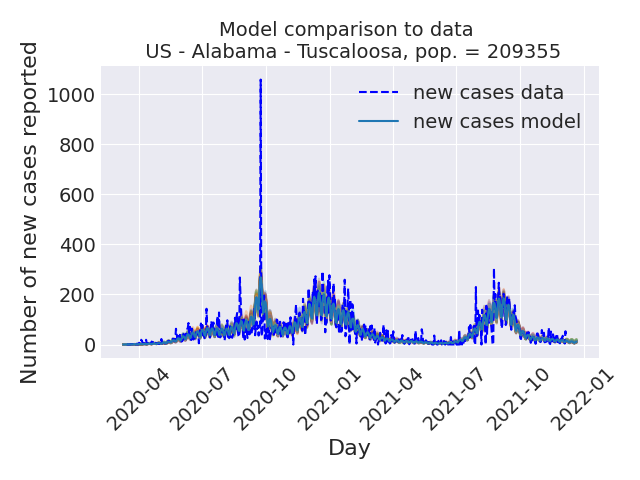 Model comparison to data
US - Alabama - Tuscaloosa, pop. = 209355
Number of new cases reported
1000
800
600
400
200
0
new cases data
new cases model
2020-04
2020-07
2020-10
2021-01
2021-04
2021-07
2021-10
2022-01
Day